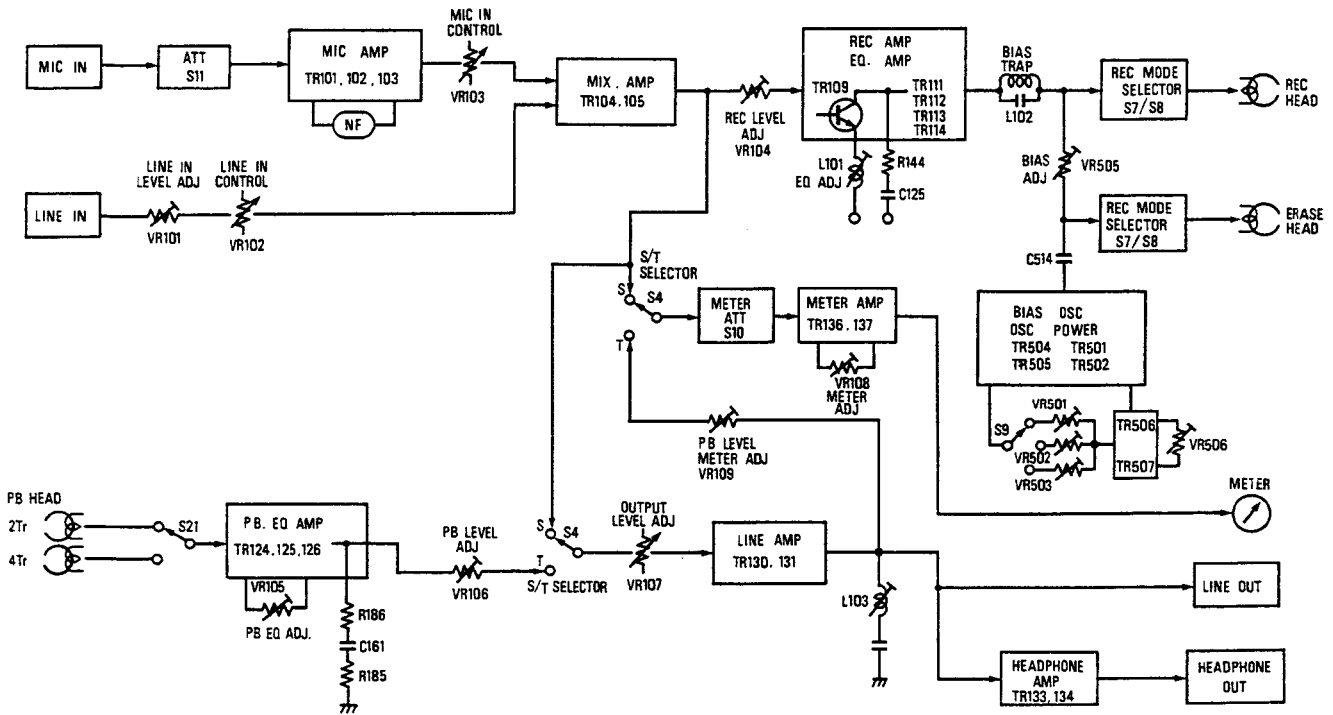 MIC IN
ATT
S11
MIC AMP
TR101, 102, 103
NF
MIC IN
CONTROL
VR103
MIX. AMP
TR104, 105
REC LEVEL
ADJ
VR104
REC AMP
EQ. AMP
TR109
TR111
TR112
TR113
TR114
L101
EQ ADJ
R144
C125
BIAS
TRAP
L102
REC MODE
SELECTOR
S7/S8
REC
HEAD
BIAS
ADJ
VR505
REC MODE
SELECTOR
S7/S8
ERASE
HEAD
C514
LINE IN
LINE IN
LEVEL ADJ
VR101
LINE IN
CONTROL
VR102
S/T
SELECTOR
S
S4
T
METER
ATT
S10
METER AMP
TR136, 137
VR108
METER
ADJ
BIAS OSC
OSC POWER
TR504 TR501
TR505 TR502
S9
VR501
VR502
VR503
TR506
TR507
VR506
PB LEVEL
METER ADJ
VR109
METER
PB HEAD
2Tr
4Tr
S21
PB. EQ AMP
TR124, 125, 126
VR105
PB EQ ADJ.
R186
C161
R185
PB LEVEL
ADJ
VR106
S
S4
T
S/T SELECTOR
OUTPUT
LEVEL ADJ
VR107
LINE AMP
TR130, 131
L103
LINE OUT
HEADPHONE
AMP
TR133, 134
HEADPHONE
OUT